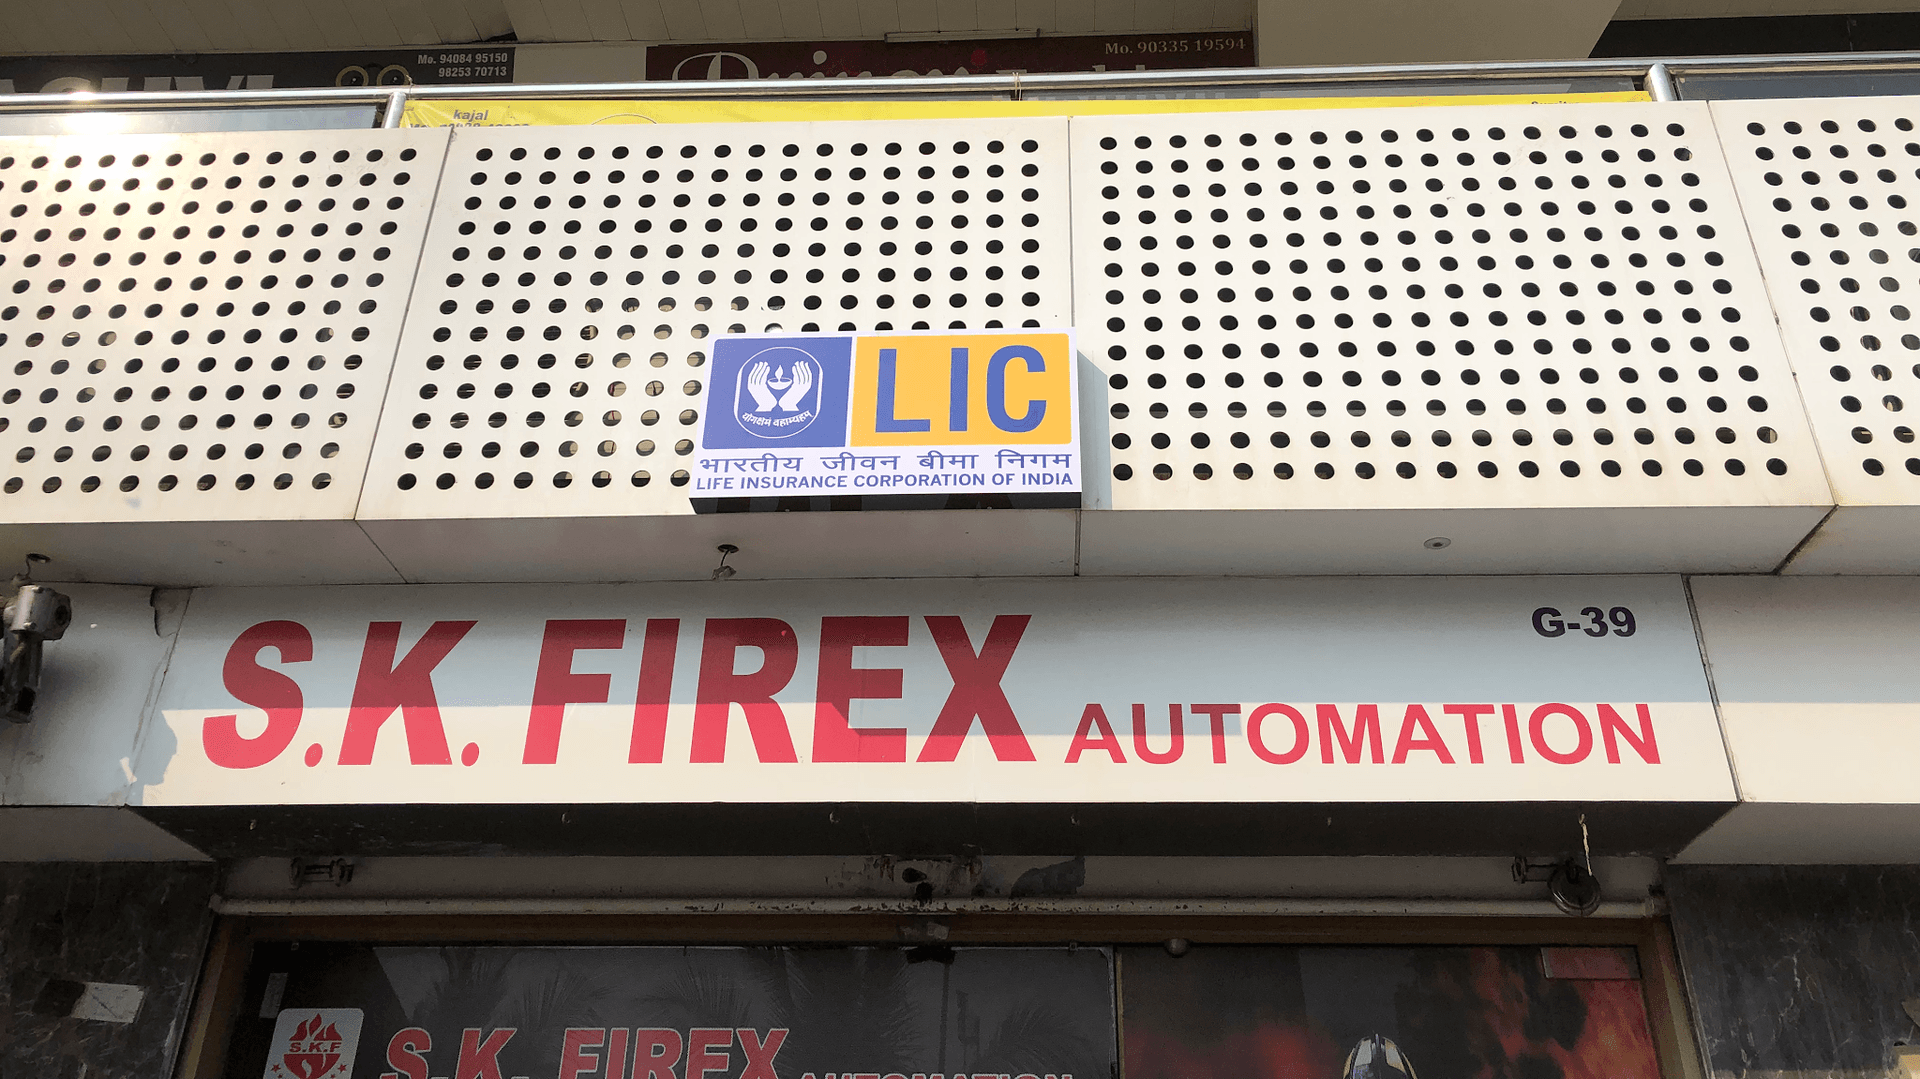 Mo. 94084 95150
98253 70713
Mo. 90335 19594
kajal
LIC
योगक्षेमं वहाम्यहम्
भारतीय जीवन बीमा निगम
LIFE INSURANCE CORPORATION OF INDIA
G-39
S.K. FIREX AUTOMATION
S.K.F
S.K. FIREX AUTOMATION